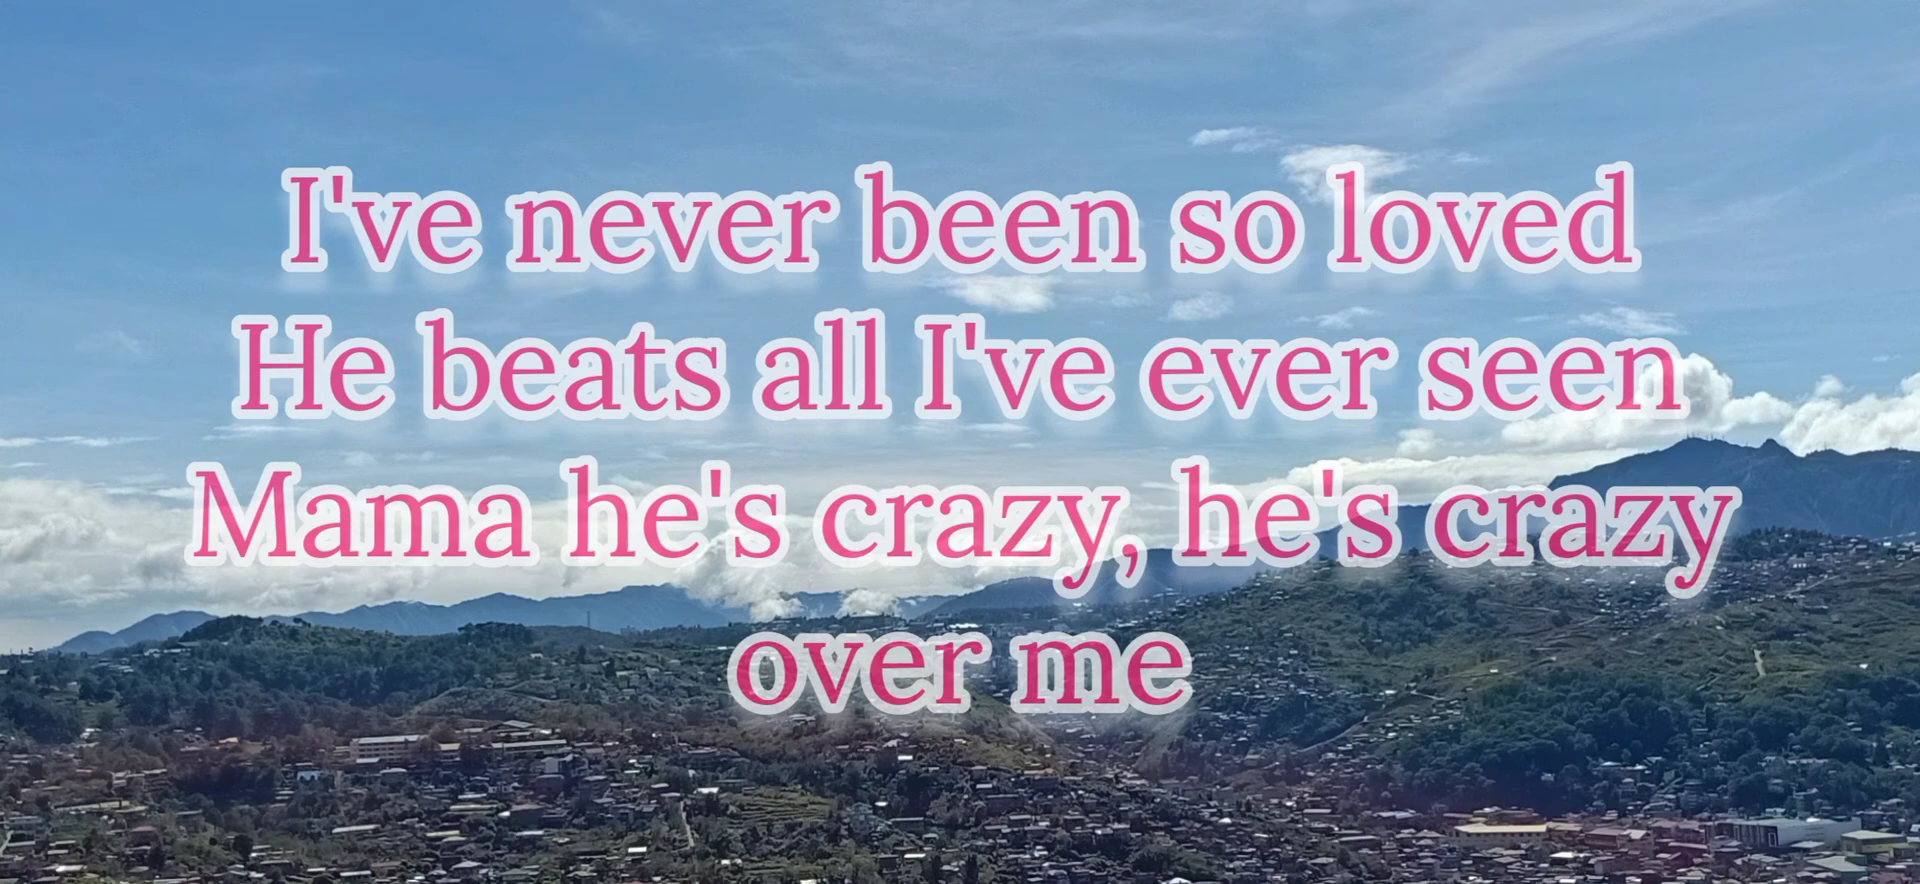 I've never been so loved
He beats all I've ever seen
Mama he's crazy, he's crazy
over me